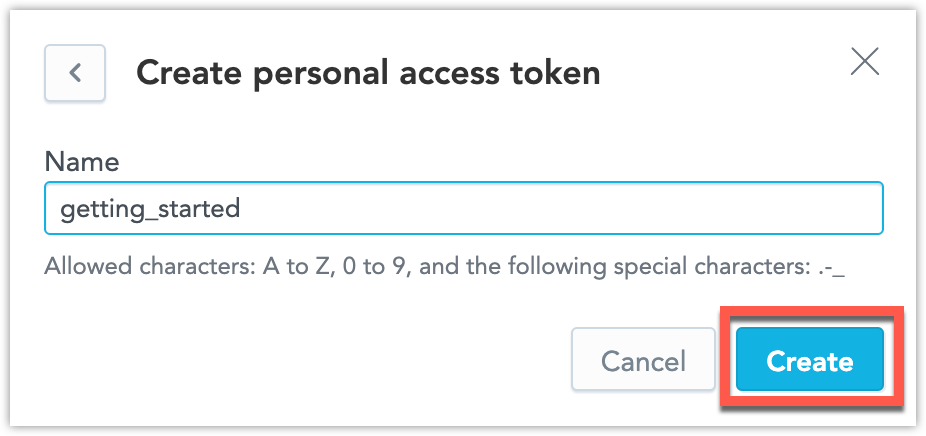 Create personal access token
Name
getting_started
Allowed characters: A to Z, 0 to 9, and the following special characters: .-_
Cancel
Create